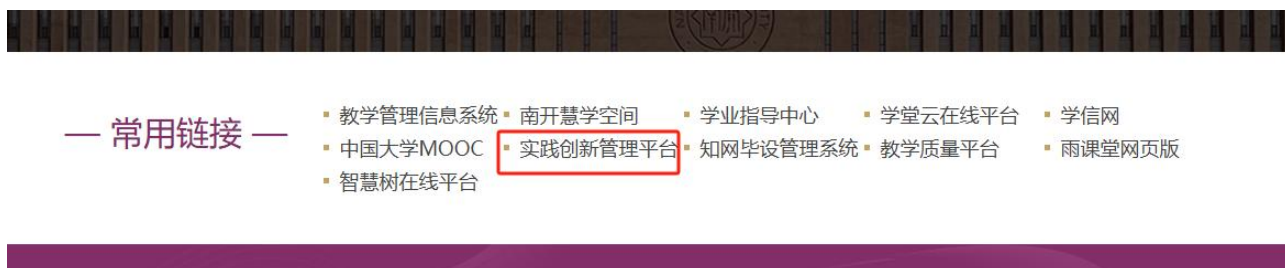 — 常用链接 —
教学管理信息系统 南开慧学空间 学业指导中心 学堂云在线平台 学信网
中国大学MOOC 实践创新管理平台 知网毕设管理系统 教学质量平台 雨课堂网页版
智慧树在线平台